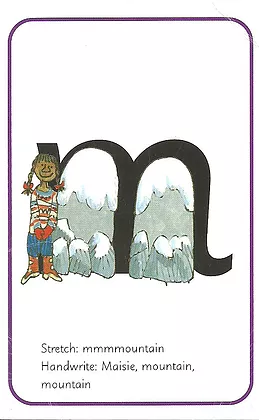 m
Stretch: mmmmountain
Handwrite: Maisie, mountain,
mountain